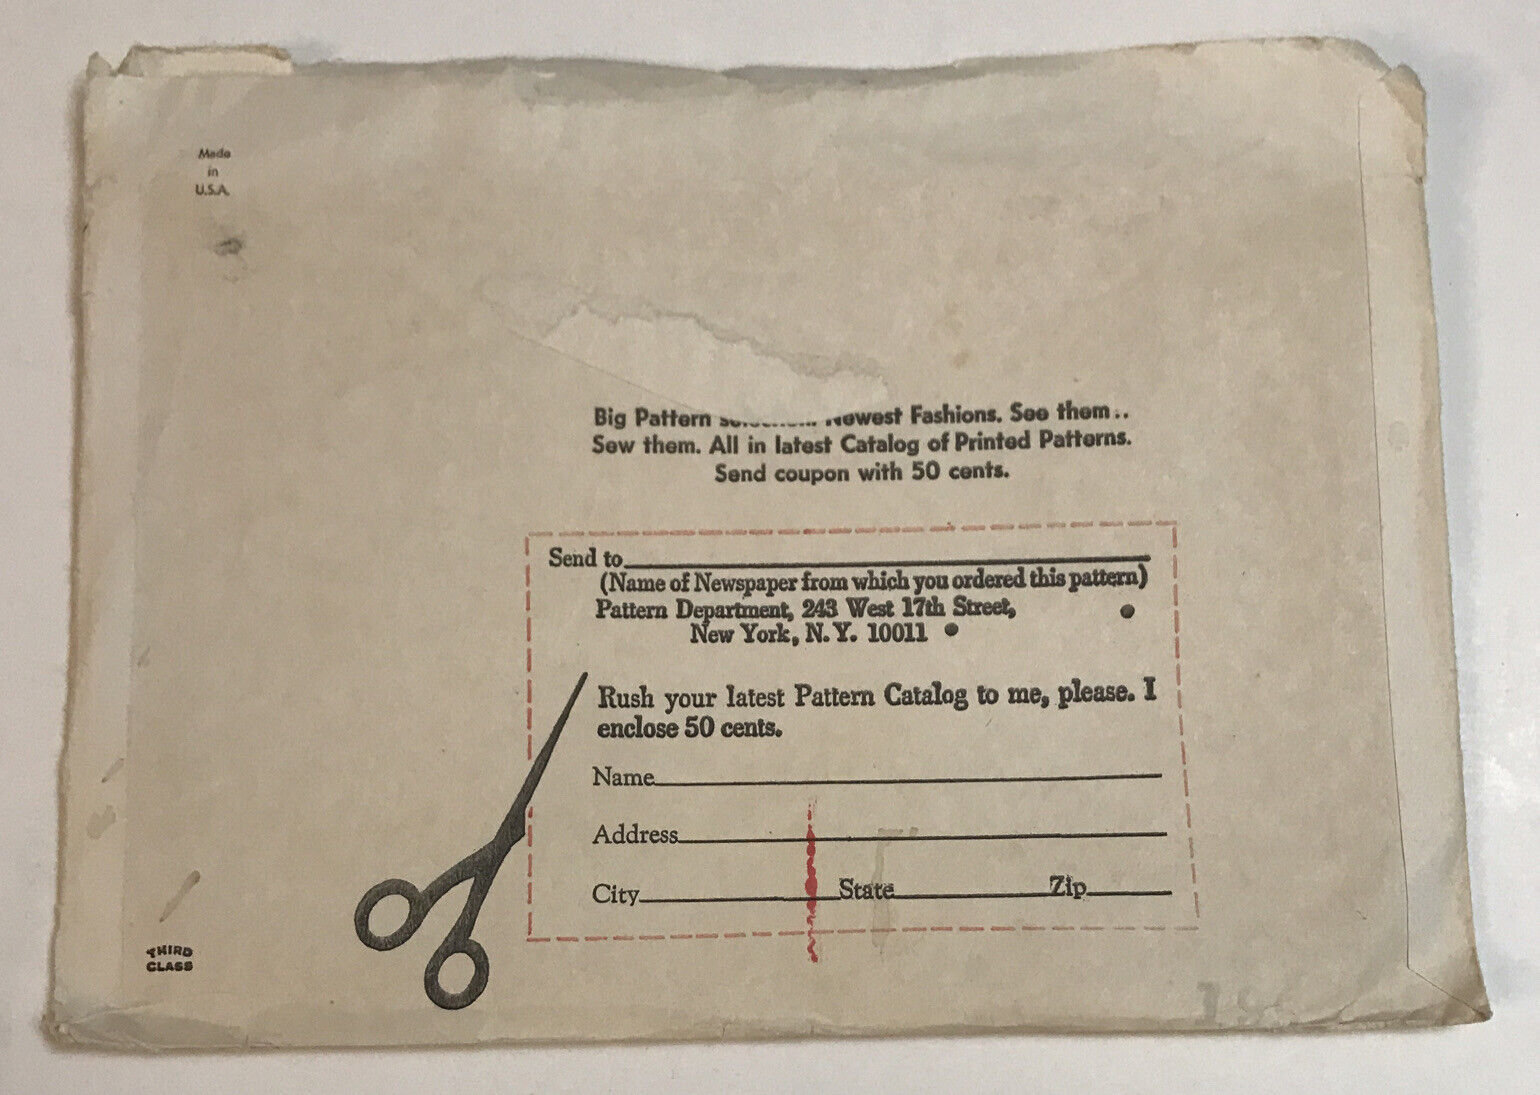 Made
in
U.S.A.
Big Pattern Newest Fashions. See them..
Sew them. All in latest Catalog of Printed Patterns.
Send coupon with 50 cents.
Send to
(Name of Newspaper from which you ordered this pattern)
Pattern Department, 243 West 17th Street,
New York, N. Y. 10011
Rush your latest Pattern Catalog to me, please. I
enclose 50 cents.
Name
Address
City State Zip
THIRD
CLASS